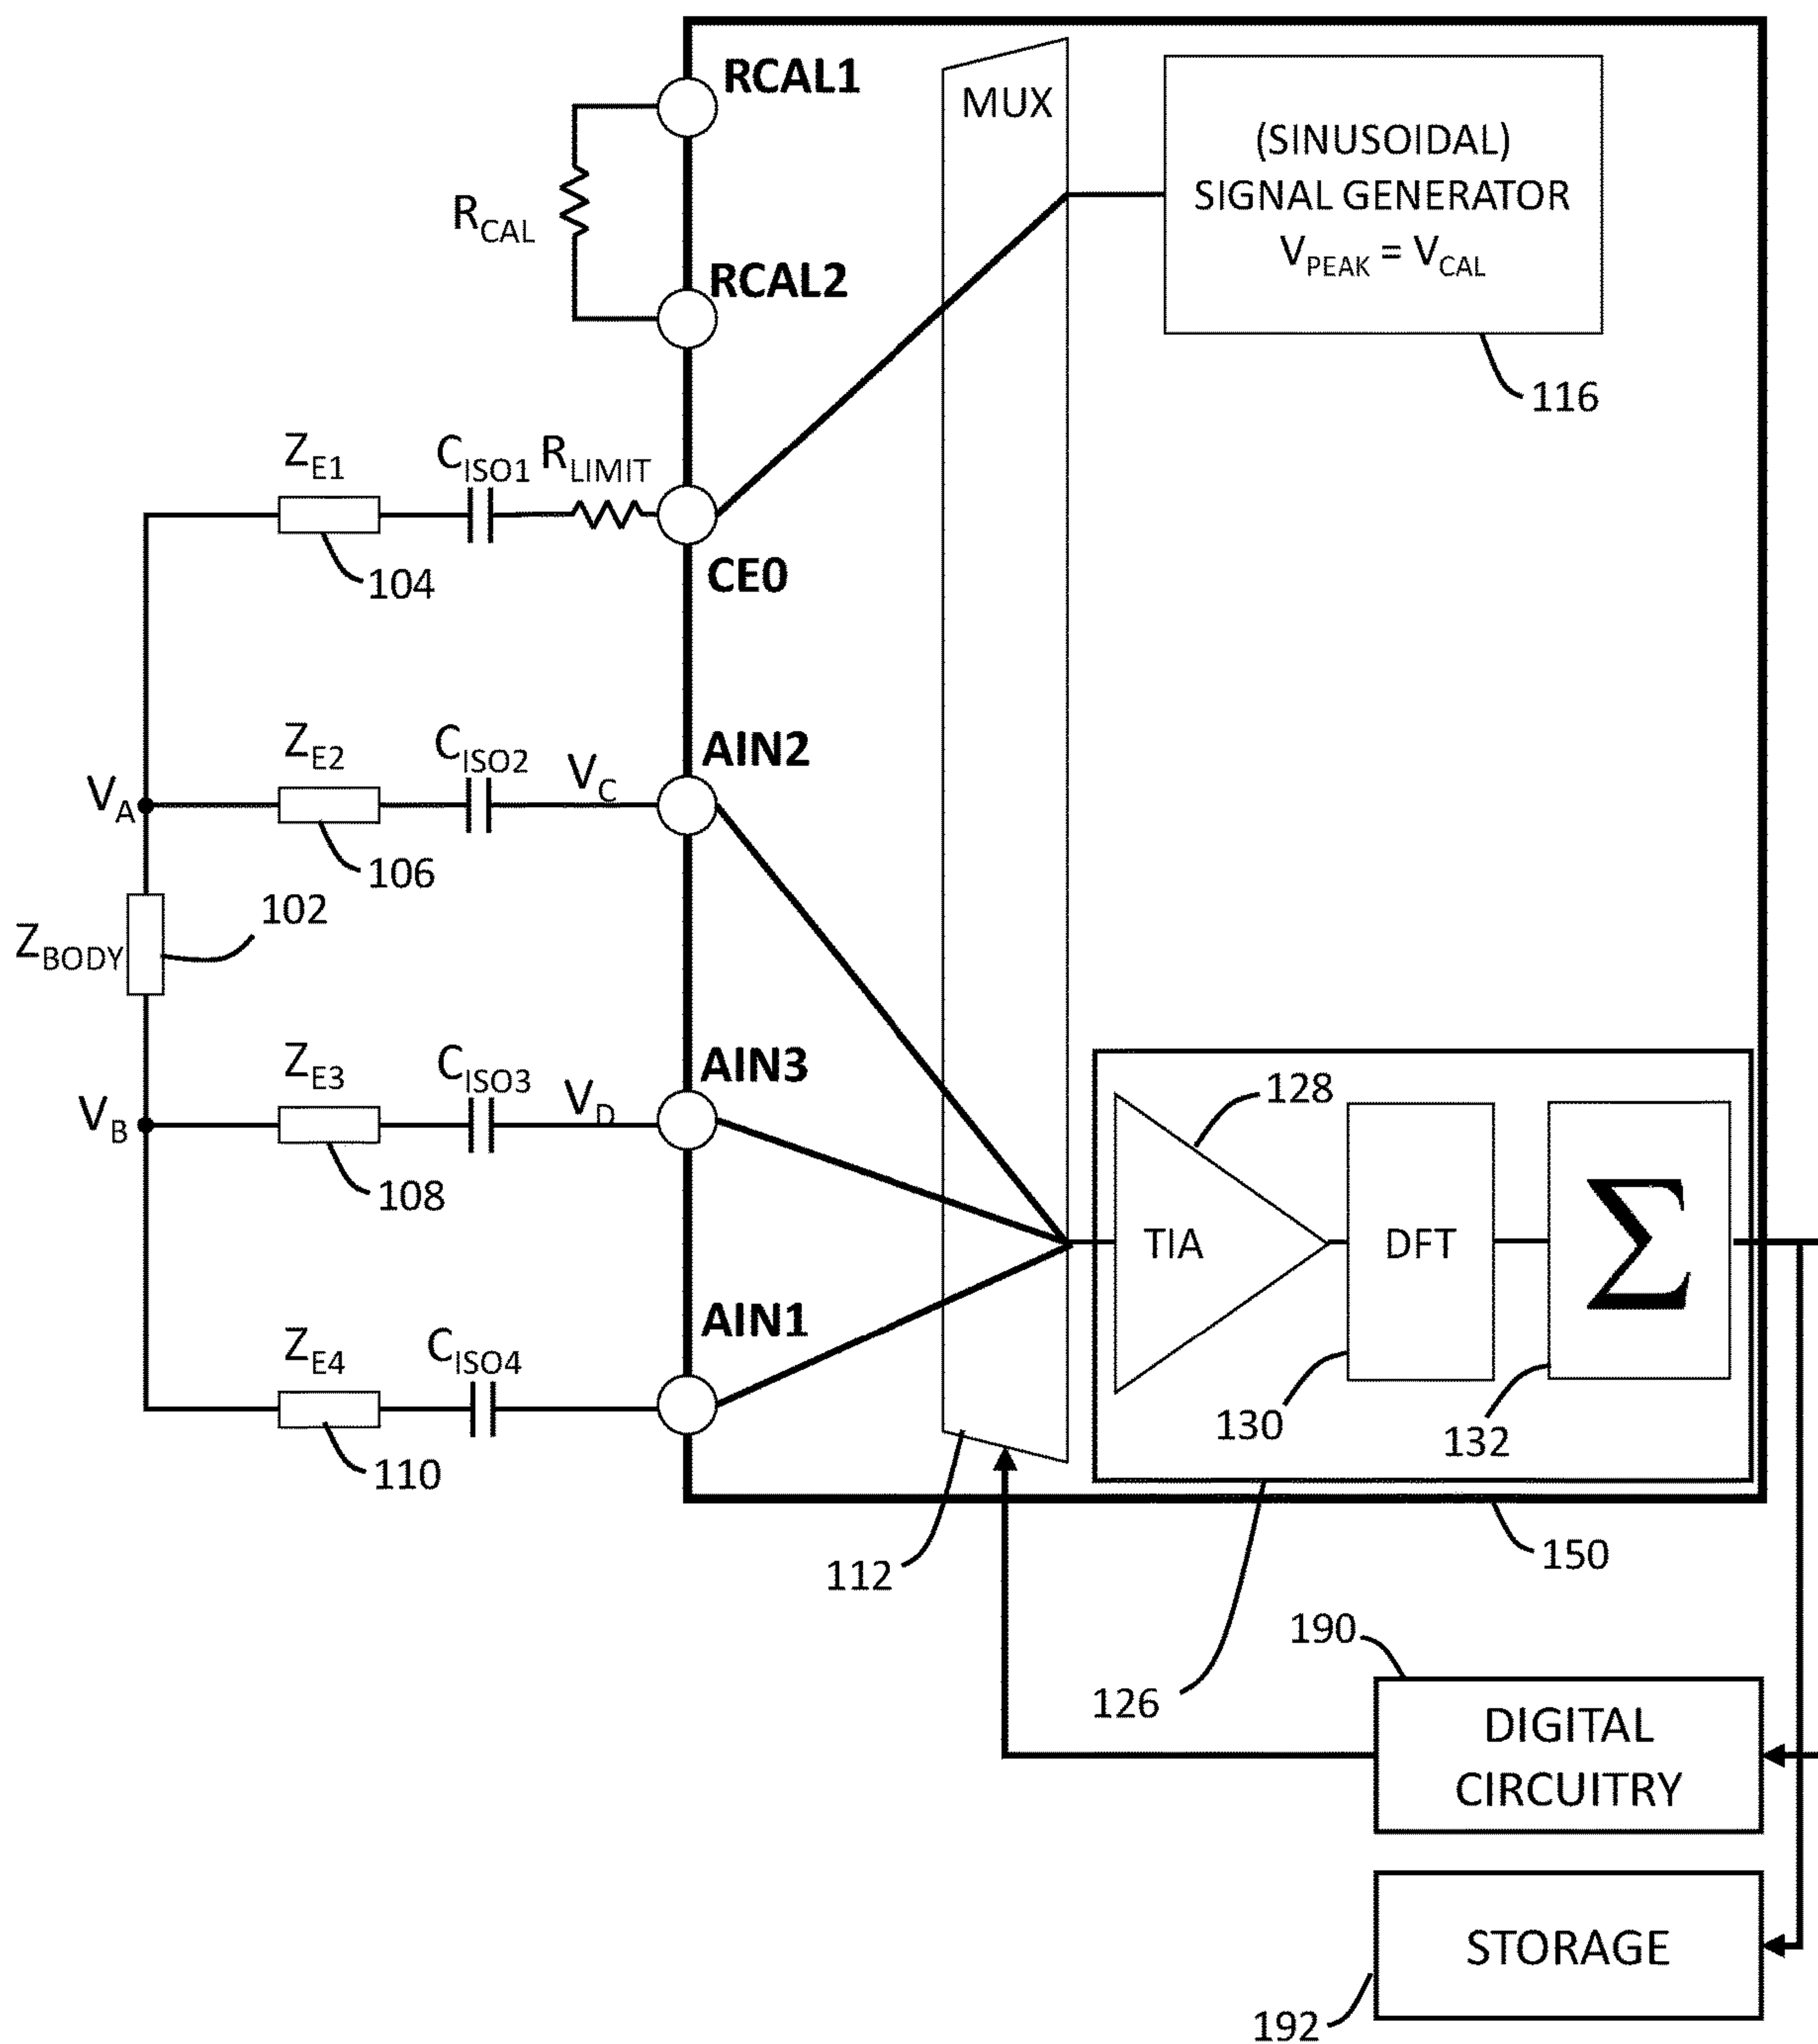 RCAL1
MUX
(SINUSOIDAL)
SIGNAL GENERATOR
VPEAK = VCAL
RCAL
RCAL2
116
ZE1
CISO1
RLIMIT
104
CE0
ZE2
CISO2
VC
AIN2
VA
106
102
ZBODY
ZE3
CISO3
VD
AIN3
128
VB
108
TIA
DFT
Σ
AIN1
ZE4
CISO4
130
132
110
112
150
190
126
DIGITAL
CIRCUITRY
STORAGE
192